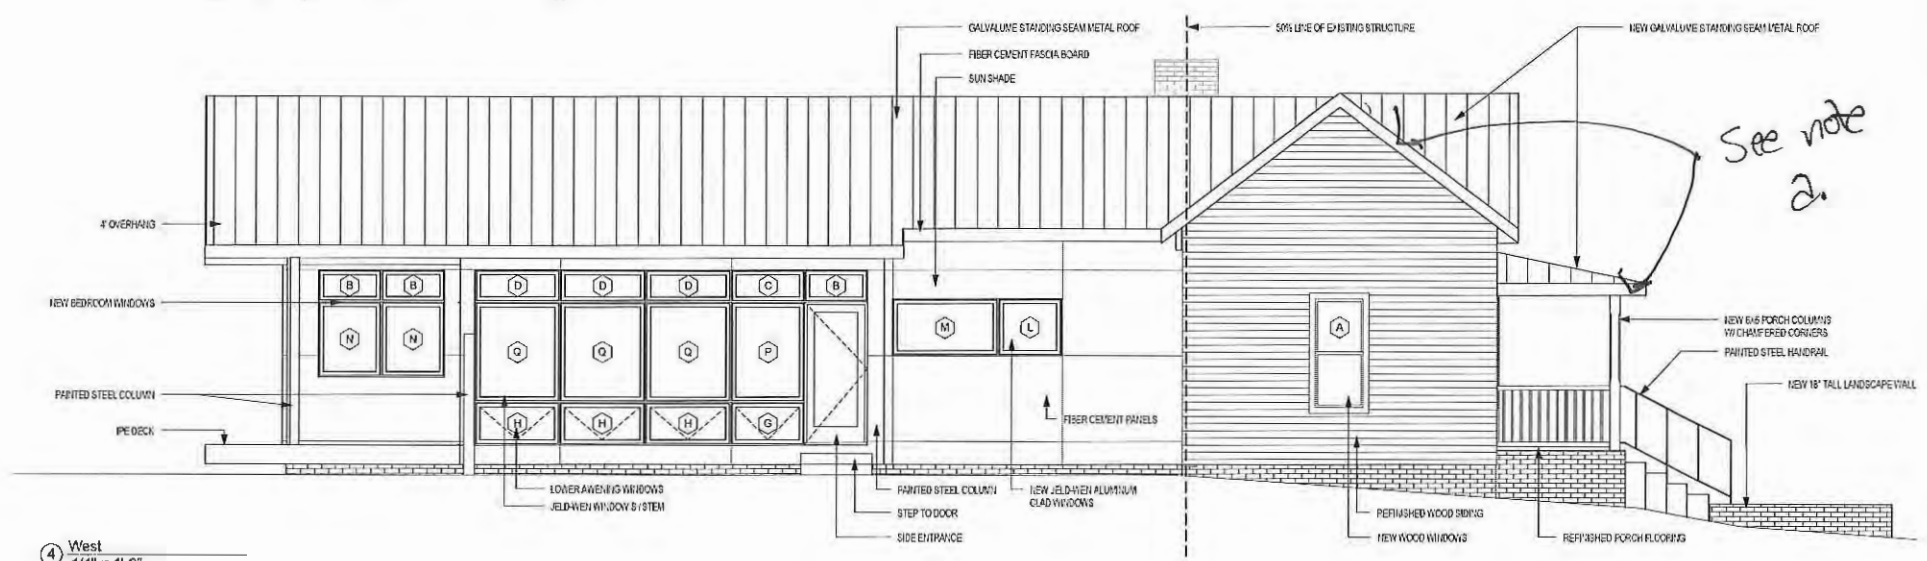 GALVALUME STANDING SEAM METAL ROOF
FIBER CEMENT FASCIA BOARD
SUN SHADE
50% LINE OF EXISTING STRUCTURE
NEW GALVALUME STANDING SEAM METAL ROOF
See note
2.
4' OVERHANG
NEW BEDROOM WINDOWS
PAINTED STEEL COLUMN
IPE DECK
B B D D D C B
N N Q Q Q P M L A
H H H G
NEW 6X6 PORCH COLUMNS
W/ CHAMFERED CORNERS
PAINTED STEEL HANDRAIL
NEW 18" TALL LANDSCAPE WALL
FIBER CEMENT PANELS
LOWER AWENING WINDOWS
JELD-WEN WINDOW SYSTEM
PAINTED STEEL COLUMN
STEP TO DOOR
SIDE ENTRANCE
NEW JELD-WEN ALUMINUM
CLAD WINDOWS
REFINISHED WOOD SIDING
NEW WOOD WINDOWS
REFINISHED PORCH FLOORING
4 West